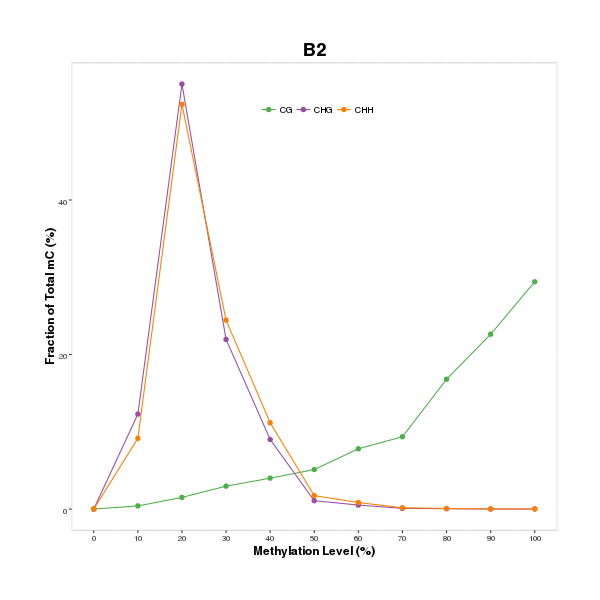 B2
CG CHG CHH
Fraction of Total mC (%)
40
20
0
0 10 20 30 40 50 60 70 80 90 100
Methylation Level (%)